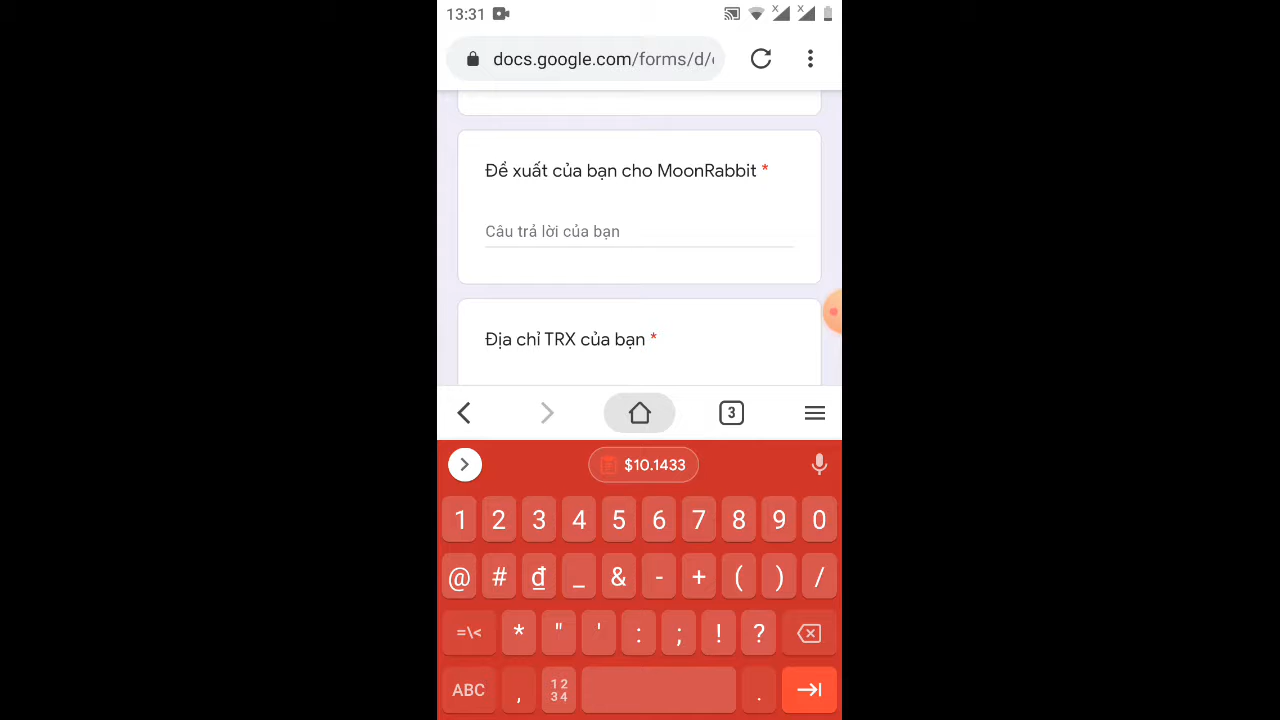 13:31
docs.google.com/forms/d/
Đề xuất của bạn cho MoonRabbit *
Câu trả lời của bạn
Địa chỉ TRX của bạn *
3
$10.1433
1 2 3 4 5 6 7 8 9 0
@ # ₫ _ & - + ( ) /
=\< * " ' : ; ! ?
ABC , 12 34 .